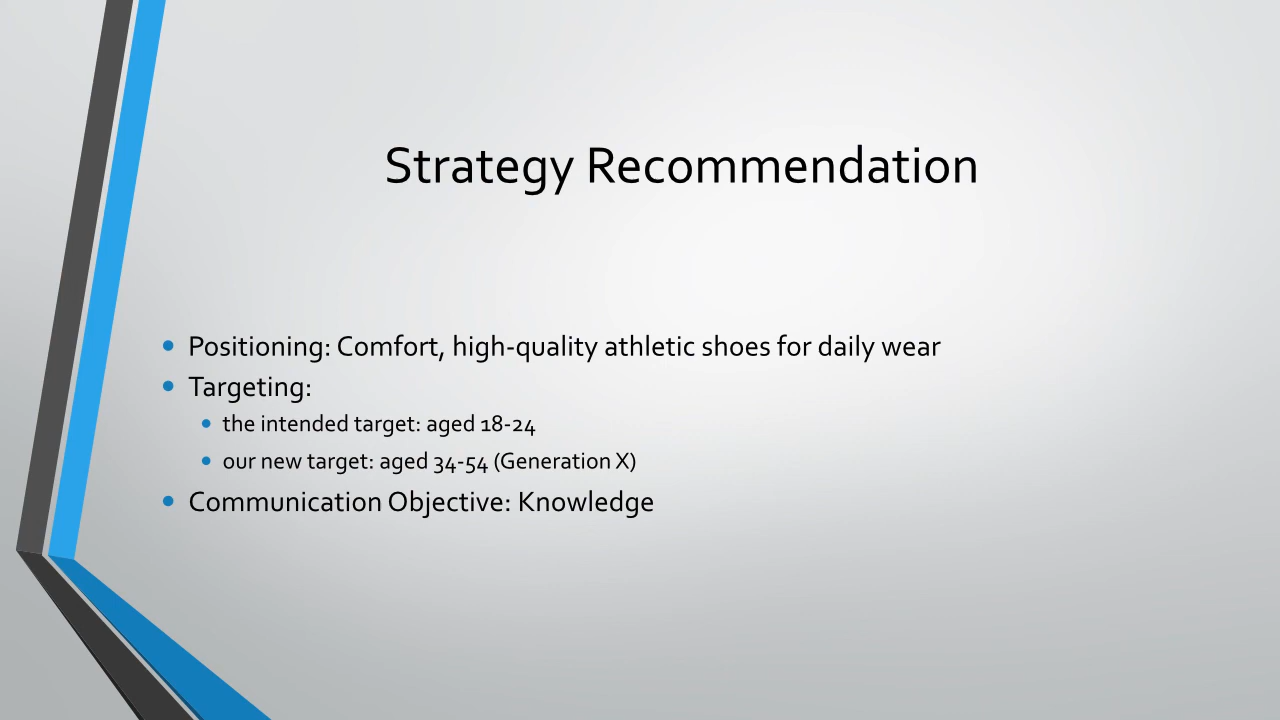 Strategy Recommendation
• Positioning: Comfort, high-quality athletic shoes for daily wear
• Targeting:
• the intended target: aged 18-24
• our new target: aged 34-54 (Generation X)
• Communication Objective: Knowledge